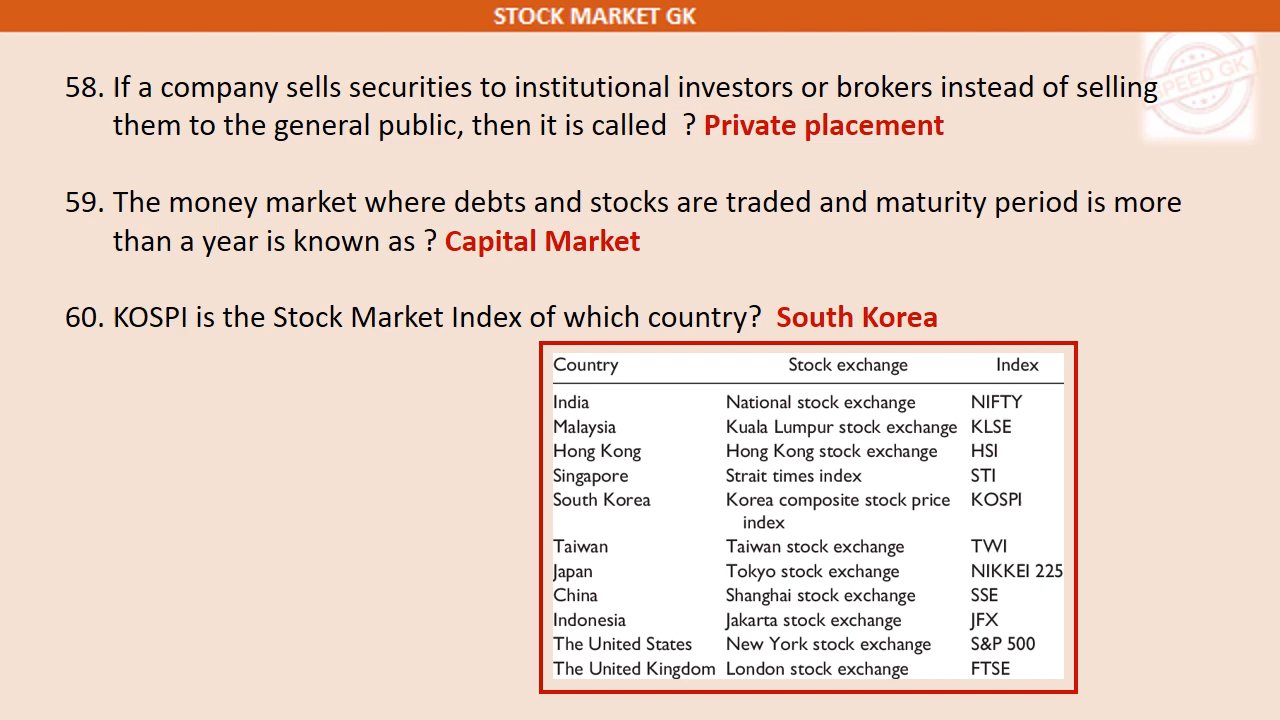 STOCK MARKET GK
58. If a company sells securities to institutional investors or brokers instead of selling
them to the general public, then it is called ? Private placement
59. The money market where debts and stocks are traded and maturity period is more
than a year is known as ? Capital Market
60. KOSPI is the Stock Market Index of which country? South Korea
Country Stock exchange Index
India National stock exchange NIFTY
Malaysia Kuala Lumpur stock exchange KLSE
Hong Kong Hong Kong stock exchange HSI
Singapore Strait times index STI
South Korea Korea composite stock price KOSPI
index
Taiwan Taiwan stock exchange TWI
Japan Tokyo stock exchange NIKKEI 225
China Shanghai stock exchange SSE
Indonesia Jakarta stock exchange JFX
The United States New York stock exchange S&P 500
The United Kingdom London stock exchange FTSE